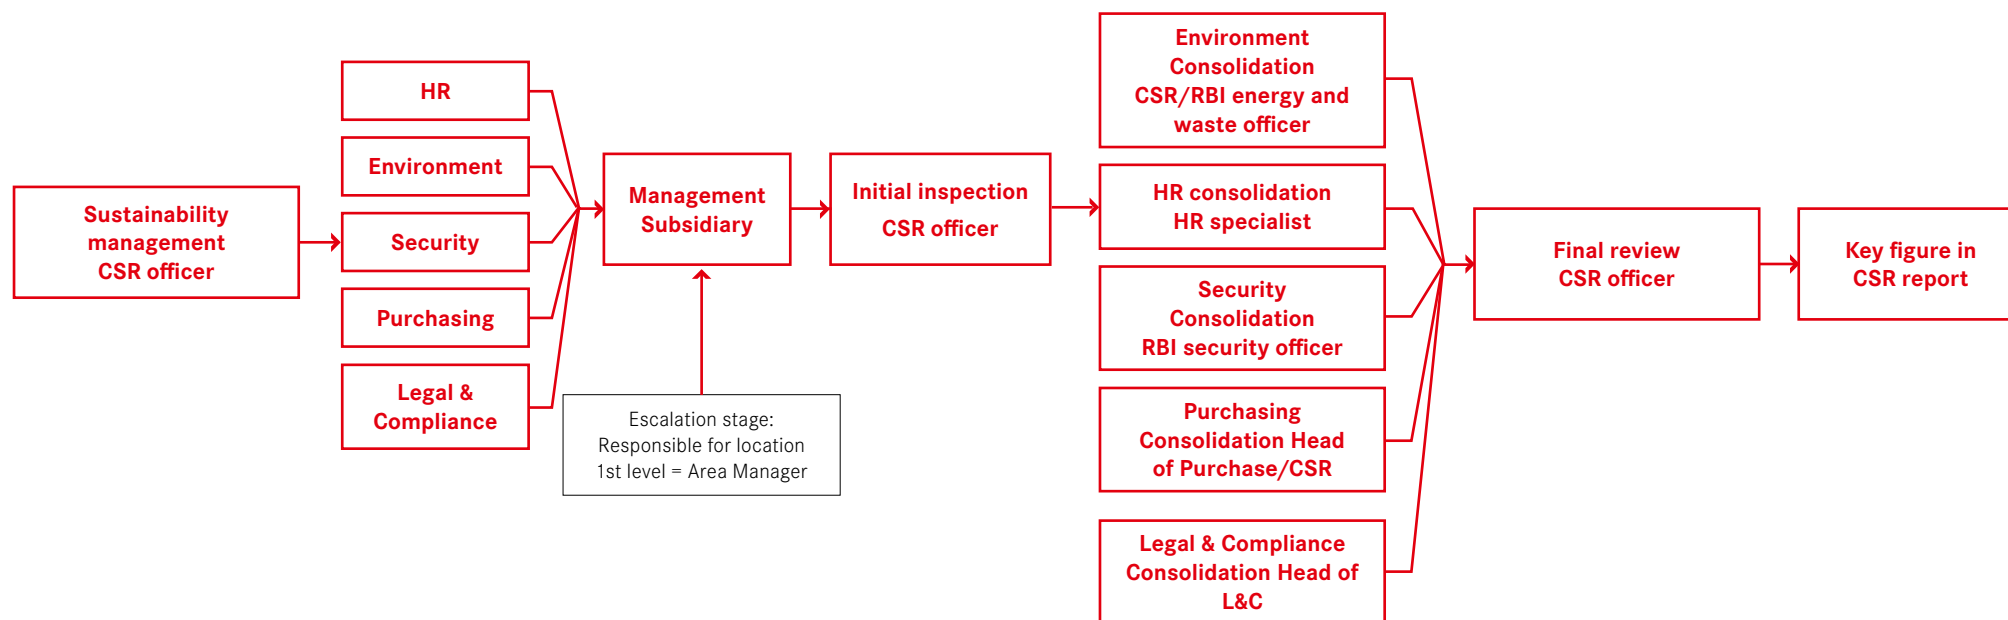 Sustainability
management
CSR officer
HR
Environment
Security
Purchasing
Legal &
Compliance
Management
Subsidiary
Escalation stage:
Responsible for location
1st level = Area Manager
Initial inspection
CSR officer
Environment
Consolidation
CSR/RBI energy and
waste officer
HR consolidation
HR specialist
Security
Consolidation
RBI security officer
Purchasing
Consolidation Head
of Purchase/CSR
Legal & Compliance
Consolidation Head of
L&C
Final review
CSR officer
Key figure in
CSR report